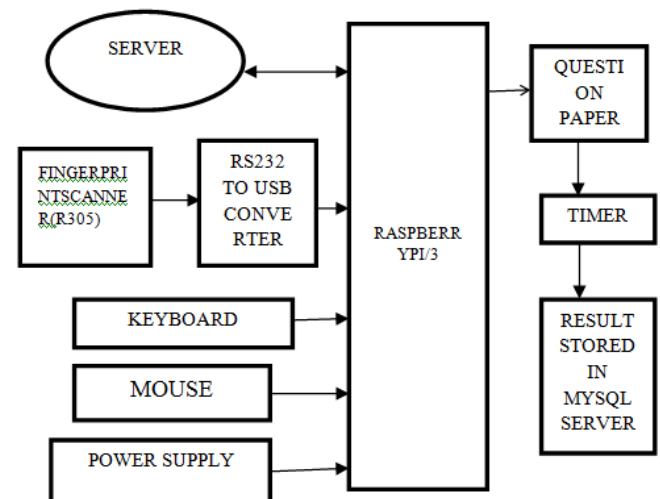 SERVER
FINGERPRI
NTSCANNE
R(R305)
RS232
TO USB
CONVE
RTER
KEYBOARD
MOUSE
POWER SUPPLY
RASPBERR
YPI/3
QUESTI
ON
PAPER
TIMER
RESULT
STORED
IN
MYSQL
SERVER